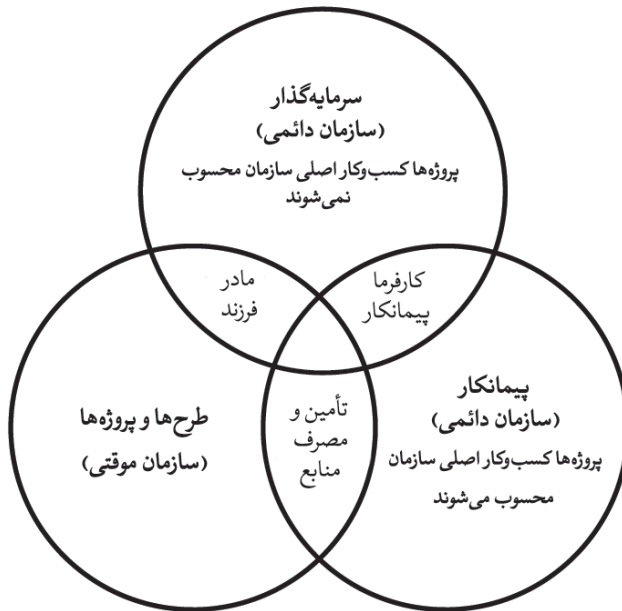 سرمایه‌گذار
(سازمان دائمی)
پروژه‌ها کسب‌وکار اصلی سازمان محسوب
نمی‌شوند
مادر
فرزند
کارفرما
پیمانکار
تأمین و
مصرف
منابع
پیمانکار
(سازمان دائمی)
پروژه‌ها کسب‌وکار اصلی سازمان
محسوب می‌شوند
طرح‌ها و پروژه‌ها
(سازمان موقتی)